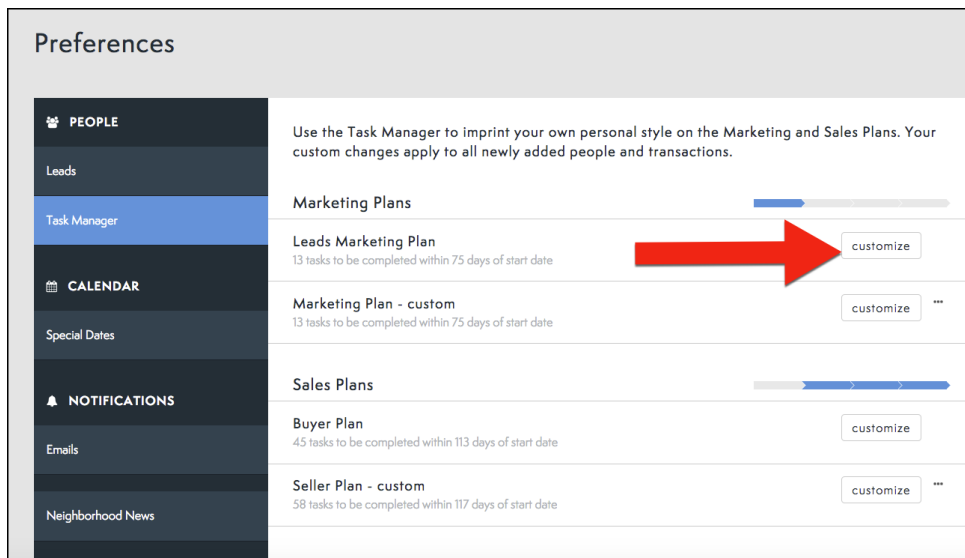 Preferences
PEOPLE
Leads
Task Manager
CALENDAR
Special Dates
NOTIFICATIONS
Emails
Neighborhood News
Use the Task Manager to imprint your own personal style on the Marketing and Sales Plans. Your
custom changes apply to all newly added people and transactions.
Marketing Plans
Leads Marketing Plan
13 tasks to be completed within 75 days of start date
customize
Marketing Plan - custom
13 tasks to be completed within 75 days of start date
customize
Sales Plans
Buyer Plan
45 tasks to be completed within 113 days of start date
customize
Seller Plan - custom
58 tasks to be completed within 117 days of start date
customize